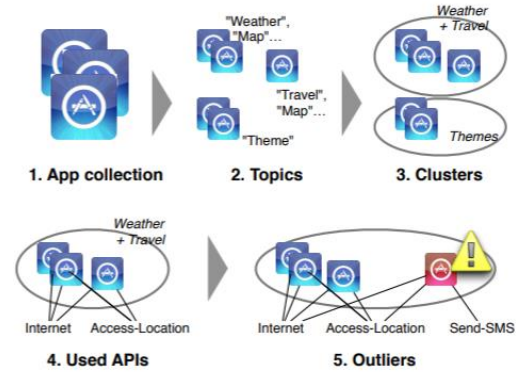 "Weather",
"Map"...
"Travel",
"Map"...
"Theme"
Weather
+ Travel
Themes
1. App collection
2. Topics
3. Clusters
Weather
+ Travel
Internet
Access-Location
Internet
Access-Location
Send-SMS
4. Used APIs
5. Outliers